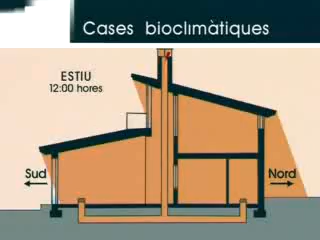 Cases bioclimàtiques
ESTIU
12:00 hores
Sud
Nord